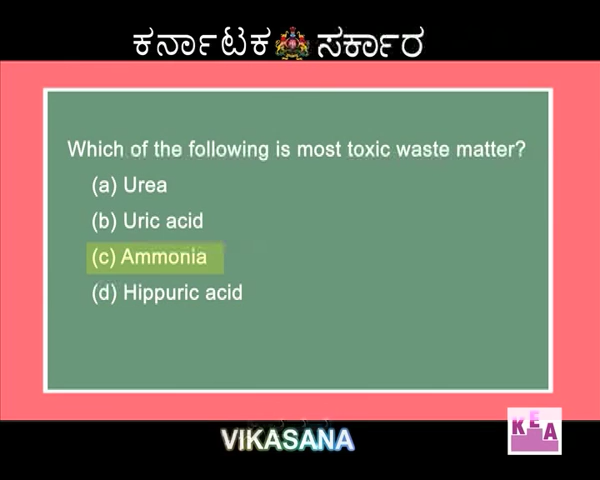 ಕರ್ನಾಟಕ ಸರ್ಕಾರ
Which of the following is most toxic waste matter?
(a) Urea
(b) Uric acid
(c) Ammonia
(d) Hippuric acid
VIKASANA
KEA